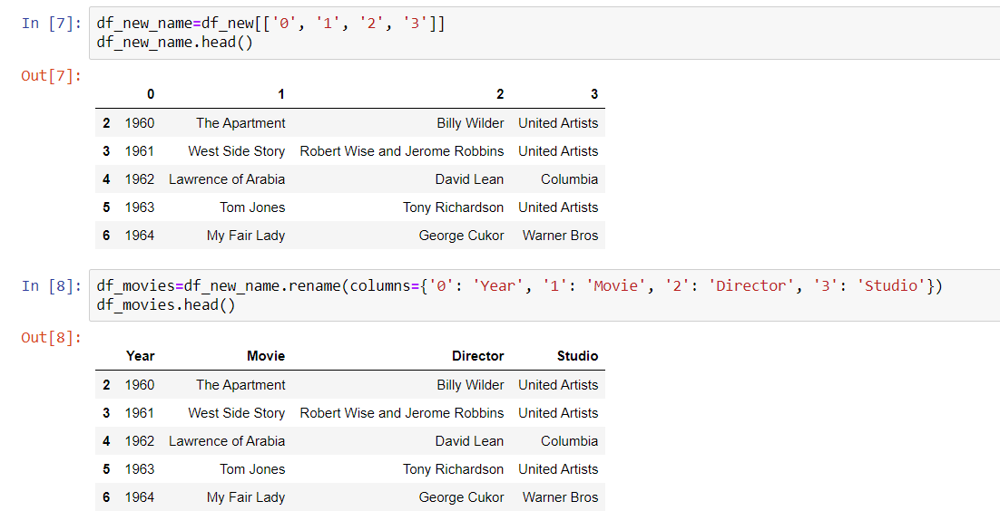 In [7]: df_new_name=df_new[['0', '1', '2', '3']]
df_new_name.head()
Out[7]:
0 1 2 3
2 1960 The Apartment Billy Wilder United Artists
3 1961 West Side Story Robert Wise and Jerome Robbins United Artists
4 1962 Lawrence of Arabia David Lean Columbia
5 1963 Tom Jones Tony Richardson United Artists
6 1964 My Fair Lady George Cukor Warner Bros
In [8]: df_movies=df_new_name.rename(columns={'0': 'Year', '1': 'Movie', '2': 'Director', '3': 'Studio'})
df_movies.head()
Out[8]:
Year Movie Director Studio
2 1960 The Apartment Billy Wilder United Artists
3 1961 West Side Story Robert Wise and Jerome Robbins United Artists
4 1962 Lawrence of Arabia David Lean Columbia
5 1963 Tom Jones Tony Richardson United Artists
6 1964 My Fair Lady George Cukor Warner Bros